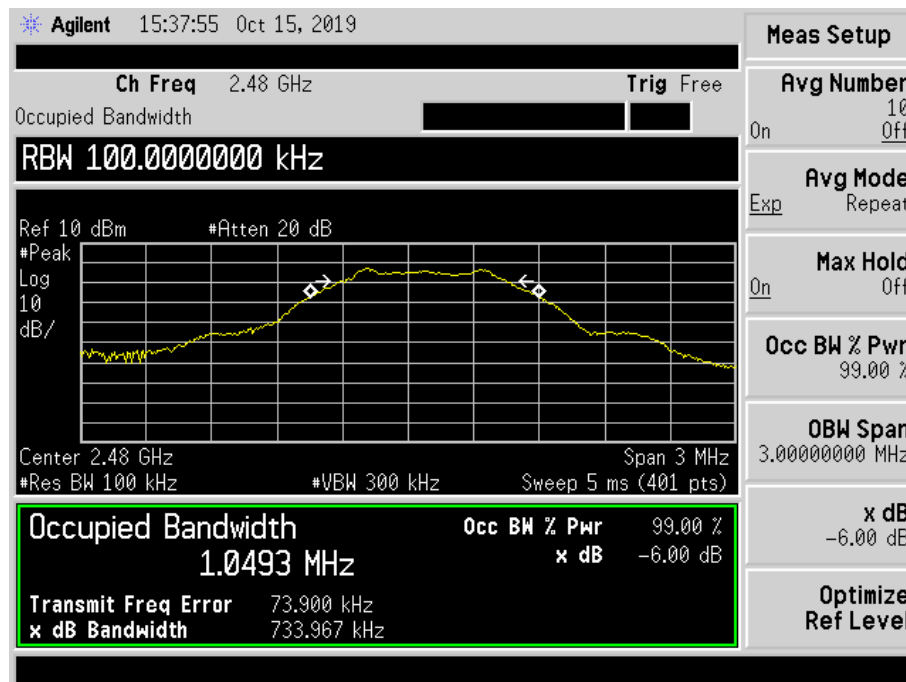 Agilent 15:37:55 Oct 15, 2019
Ch Freq 2.48 GHz Trig Free
Occupied Bandwidth
RBW 100.0000000 kHz
Ref 10 dBm #Atten 20 dB
#Peak
Log
10
dB/
Center 2.48 GHz Span 3 MHz
#Res BW 100 kHz #VBW 300 kHz Sweep 5 ms (401 pts)
Occupied Bandwidth Occ BW % Pwr 99.00 %
1.0493 MHz x dB -6.00 dB
Transmit Freq Error 73.900 kHz
x dB Bandwidth 733.967 kHz
Meas Setup
Avg Number
10
On Off
Avg Mode
Exp Repeat
Max Hold
On Off
Occ BW % Pwr
99.00 %
OBW Span
3.00000000 MHz
x dB
-6.00 dB
Optimize
Ref Level